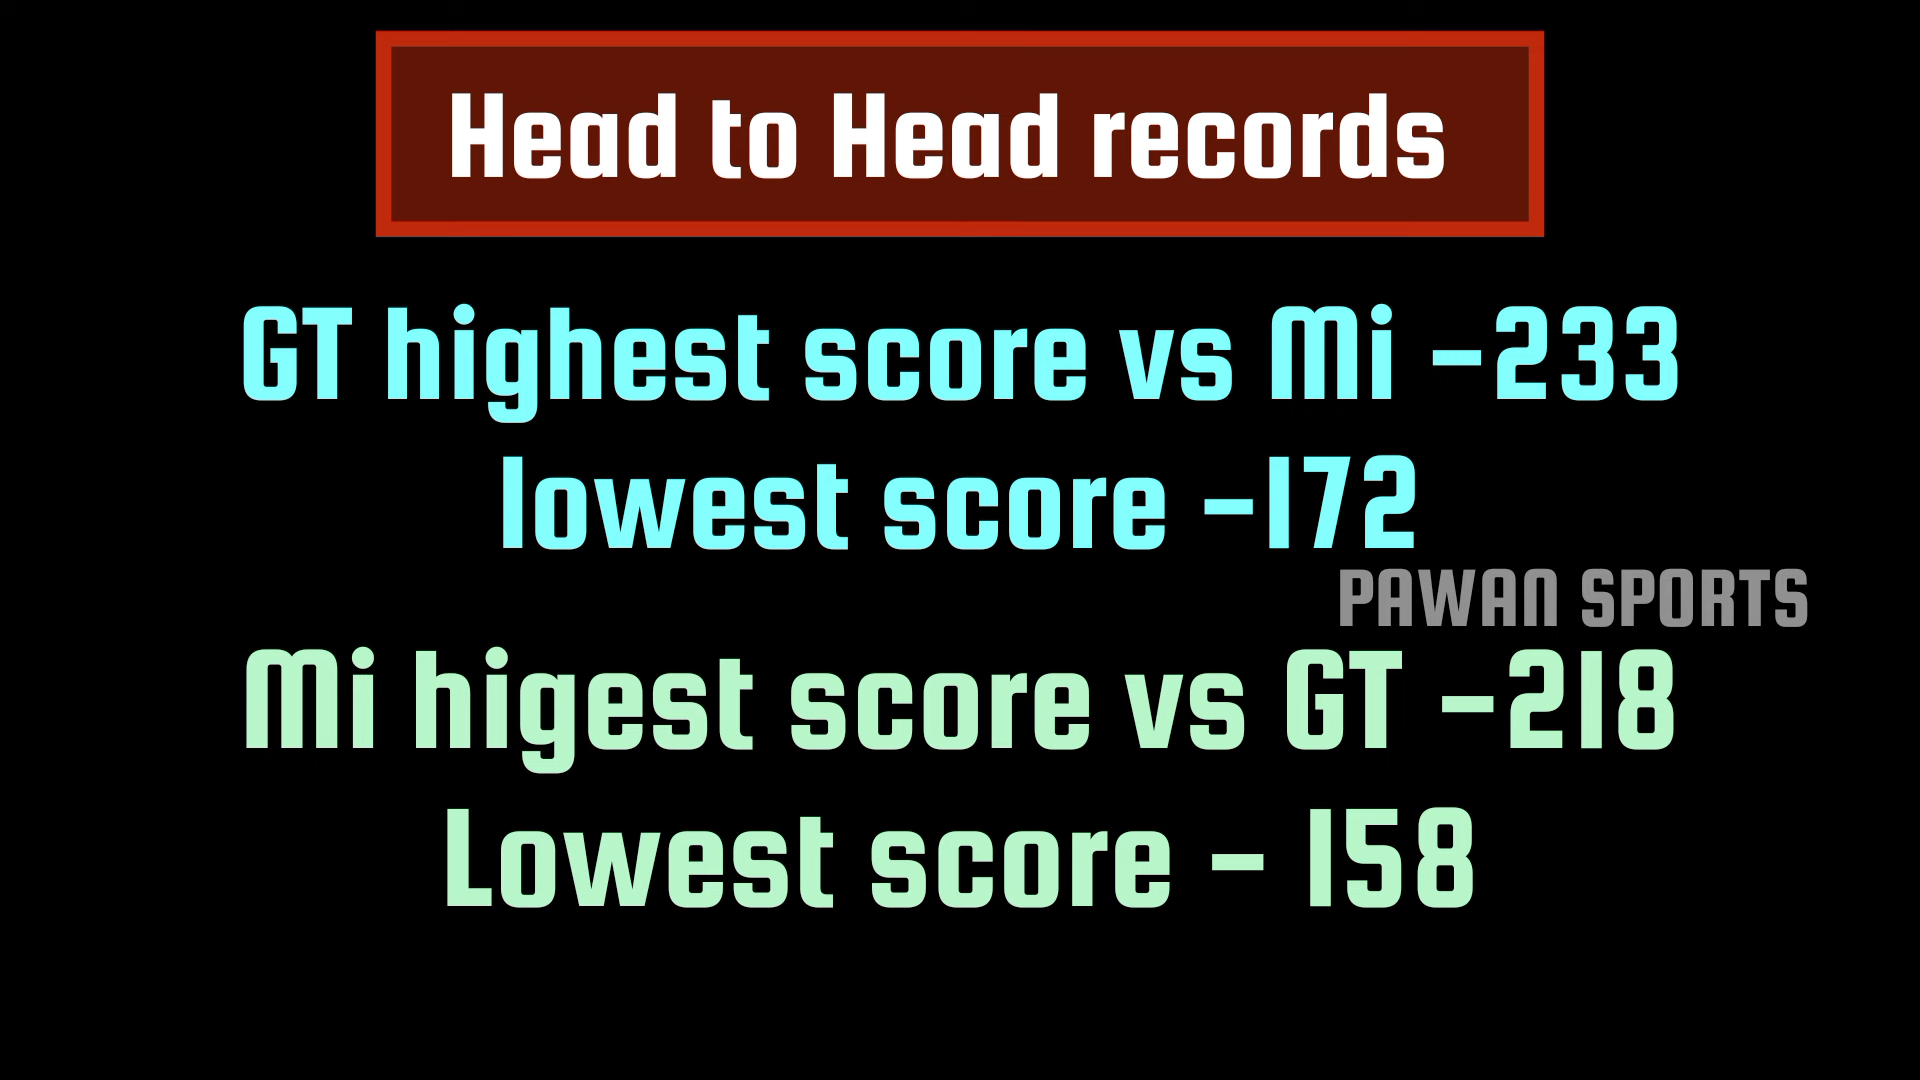 Head to Head records
GT highest score vs Mi -233
lowest score -172
PAWAN SPORTS
Mi higest score vs GT -218
Lowest score - 158